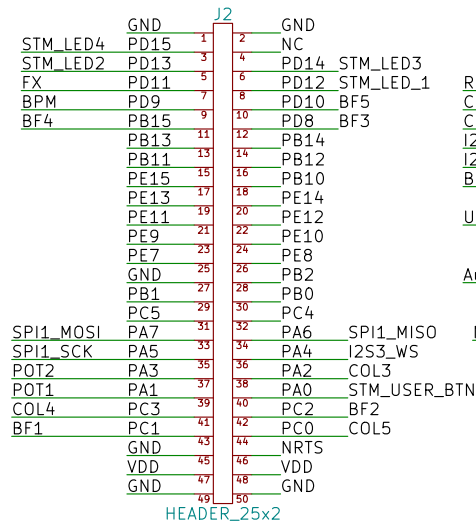 J2
GND 1 2 GND
STM_LED4 PD15 3 4 NC
STM_LED2 PD13 5 6 PD14 STM_LED3
FX PD11 7 8 PD12 STM_LED_1
BPM PD9 9 10 PD10 BF5
BF4 PB15 11 12 PD8 BF3
PB13 13 14 PB14
PB11 15 16 PB12
PE15 17 18 PB10
PE13 19 20 PE14
PE11 21 22 PE12
PE9 23 24 PE10
PE7 25 26 PE8
GND 27 28 PB2
PB1 29 30 PB0
PC5 31 32 PC4
SPI1_MOSI PA7 33 34 PA6 SPI1_MISO
SPI1_SCK PA5 35 36 PA4 I2S3_WS
POT2 PA3 37 38 PA2 COL3
POT1 PA1 39 40 PA0 STM_USER_BTN
COL4 PC3 41 42 PC2 BF2
BF1 PC1 43 44 PC0 COL5
GND 45 46 NRTS
VDD 47 48 VDD
GND 49 50 GND
HEADER_25x2
R
C
C
I2
I2
B
U